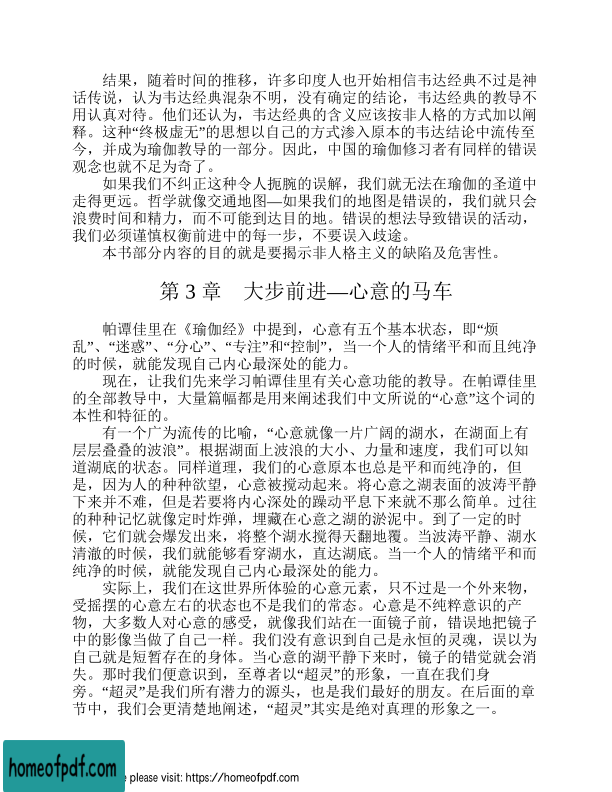 结果，随着时间的推移，许多印度人也开始相信韦达经典不过是神
话传说，认为韦达经典混杂不明，没有确定的结论，韦达经典的教导不
用认真对待。他们还认为，韦达经典的含义应该按非人格的方式加以阐
释。这种“终极虚无”的思想以自己的方式渗入原本的韦达结论中流传至
今，并成为瑜伽教导的一部分。因此，中国的瑜伽修习者有同样的错误
观念也就不足为奇了。
如果我们不纠正这种令人扼腕的误解，我们就无法在瑜伽的圣道中
走得更远。哲学就像交通地图—如果我们的地图是错误的，我们就只会
浪费时间和精力，而不可能到达目的地。错误的想法导致错误的活动，
我们必须谨慎权衡前进中的每一步，不要误入歧途。
本书部分内容的目的就是要揭示非人格主义的缺陷及危害性。
第 3 章　大步前进—心意的马车
帕谭佳里在《瑜伽经》中提到，心意有五个基本状态，即“烦
乱”、“迷惑”、“分心”、“专注”和“控制”，当一个人的情绪平和而且纯净
的时候，就能发现自己内心最深处的能力。
现在，让我们先来学习帕谭佳里有关心意功能的教导。在帕谭佳里
的全部教导中，大量篇幅都是用来阐述我们中文所说的“心意”这个词的
本性和特征的。
有一个广为流传的比喻，“心意就像一片广阔的湖水，在湖面上有
层层叠叠的波浪”。根据湖面上波浪的大小、力量和速度，我们可以知
道湖底的状态。同样道理，我们的心意原本也总是平和而纯净的，但
是，因为人的种种欲望，心意被搅动起来。将心意之湖表面的波涛平静
下来并不难，但是若要将内心深处的躁动平息下来就不那么简单。过往
的种种记忆就像定时炸弹，埋藏在心意之湖的淤泥中。到了一定的时
候，它们就会爆发出来，将整个湖水搅得天翻地覆。当波涛平静、湖水
清澈的时候，我们就能够看穿湖水，直达湖底。当一个人的情绪平和而
纯净的时候，就能发现自己内心最深处的能力。
实际上，我们在这世界所体验的心意元素，只不过是一个外来物，
受摇摆的心意左右的状态也不是我们的常态。心意是不纯粹意识的产
物，大多数人对心意的感受，就像我们站在一面镜子前，错误地把镜子
中的影像当做了自己一样。我们没有意识到自己是永恒的灵魂，误以为
自己就是短暂存在的身体。当心意的湖平静下来时，镜子的错觉就会消
失。那时我们便意识到，至尊者以“超灵”的形象，一直在我们身
旁。“超灵”是我们所有潜力的源头，也是我们最好的朋友。在后面的章
节中，我们会更清楚地阐述，“超灵”其实是绝对真理的形象之一。
homeofpdf.com
please visit: https://homeofpdf.com